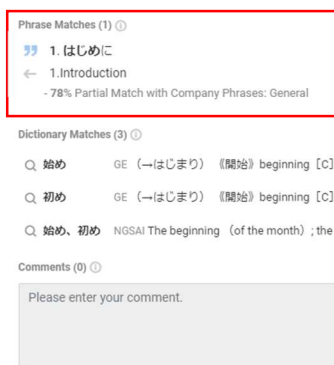 Phrase Matches (1)
1. はじめに
1.Introduction
- 78% Partial Match with Company Phrases: General
Dictionary Matches (3)
始め GE （→はじまり） 《開始》 beginning [C]
初め GE （→はじまり） 《開始》 beginning [C]
始め、初め NGSAI The beginning （of the month）; the
Comments (0)
Please enter your comment.